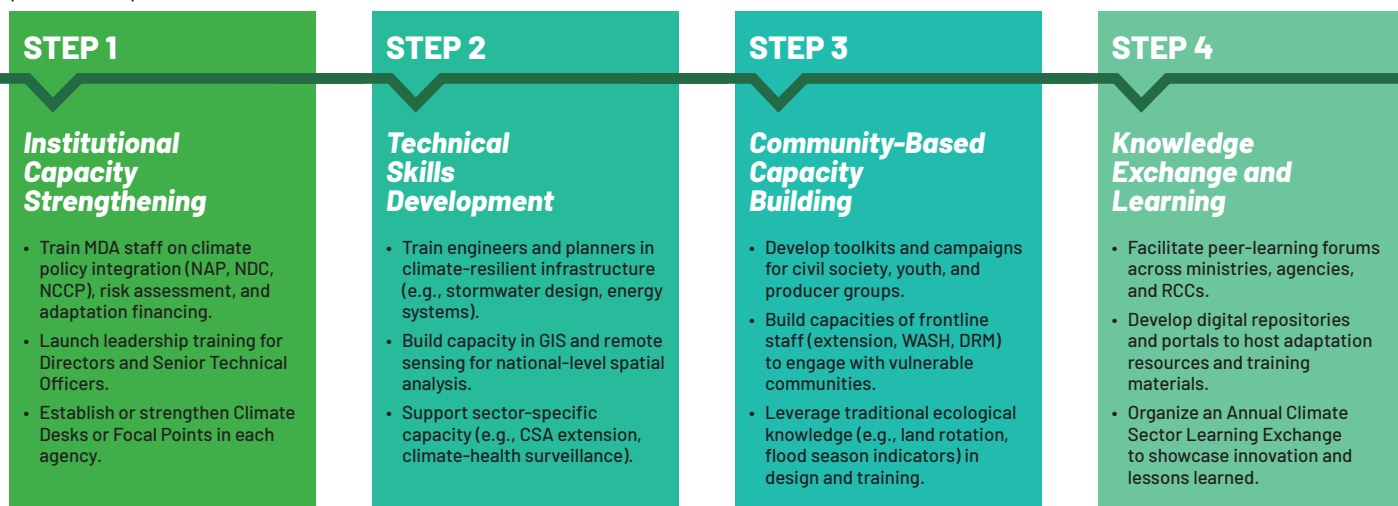 STEP 1
Institutional
Capacity
Strengthening
• Train MDA staff on climate
policy integration (NAP, NDC,
NCCP), risk assessment, and
adaptation financing.
• Launch leadership training for
Directors and Senior Technical
Officers.
• Establish or strengthen Climate
Desks or Focal Points in each
agency.
STEP 2
Technical
Skills
Development
• Train engineers and planners in
climate-resilient infrastructure
(e.g., stormwater design, energy
systems).
• Build capacity in GIS and remote
sensing for national-level spatial
analysis.
• Support sector-specific
capacity (e.g., CSA extension,
climate-health surveillance).
STEP 3
Community-Based
Capacity
Building
• Develop toolkits and campaigns
for civil society, youth, and
producer groups.
• Build capacities of frontline
staff (extension, WASH, DRM)
to engage with vulnerable
communities.
• Leverage traditional ecological
knowledge (e.g., land rotation,
flood season indicators) in
design and training.
STEP 4
Knowledge
Exchange and
Learning
• Facilitate peer-learning forums
across ministries, agencies,
and RCCs.
• Develop digital repositories
and portals to host adaptation
resources and training
materials.
• Organize an Annual Climate
Sector Learning Exchange
to showcase innovation and
lessons learned.